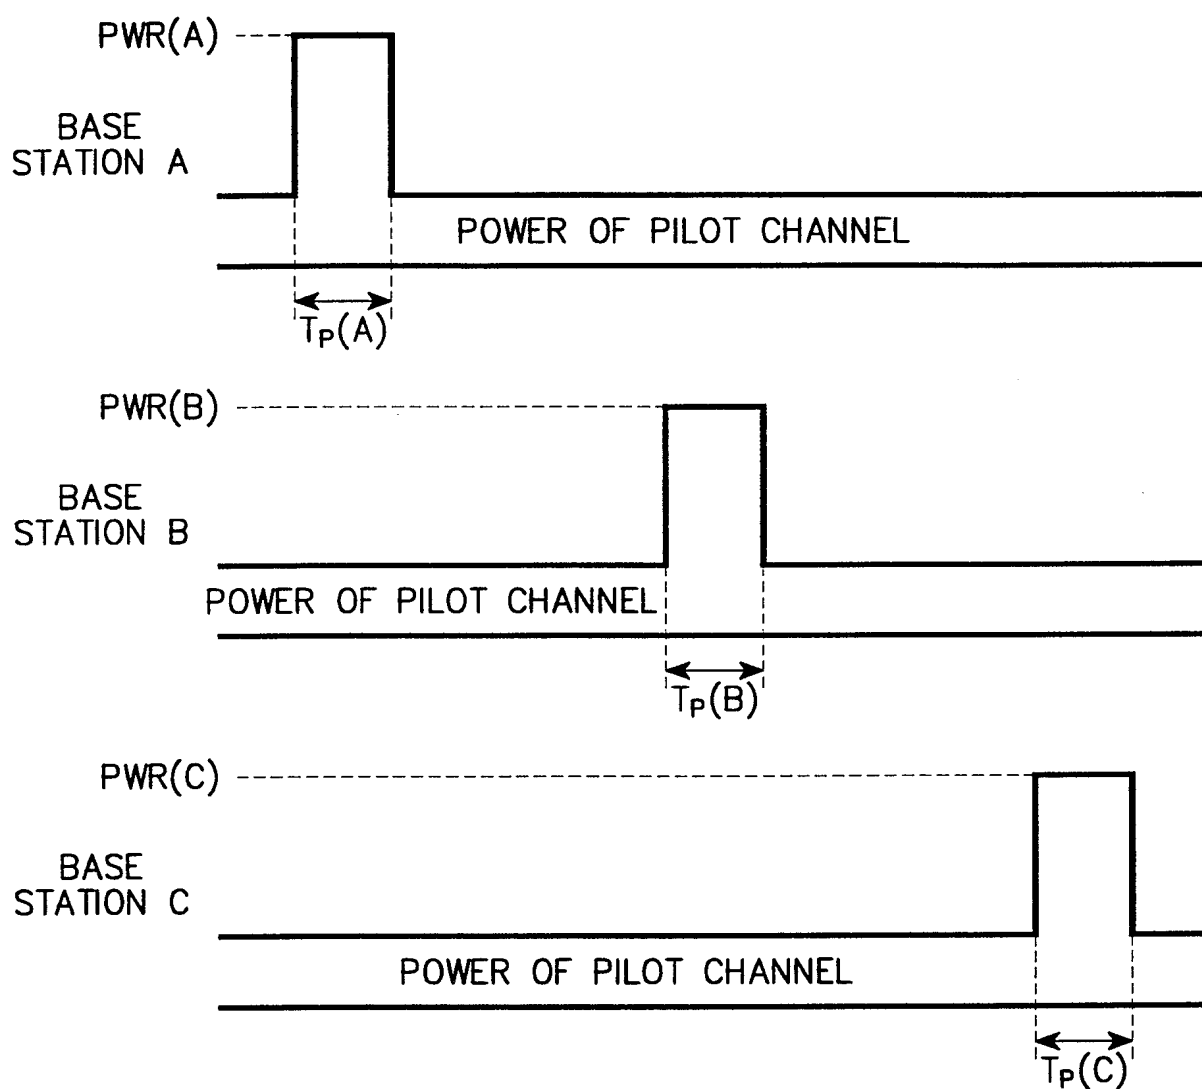 PWR(A)
BASE
STATION A
POWER OF PILOT CHANNEL
TP(A)
PWR(B)
BASE
STATION B
POWER OF PILOT CHANNEL
TP(B)
PWR(C)
BASE
STATION C
POWER OF PILOT CHANNEL
TP(C)